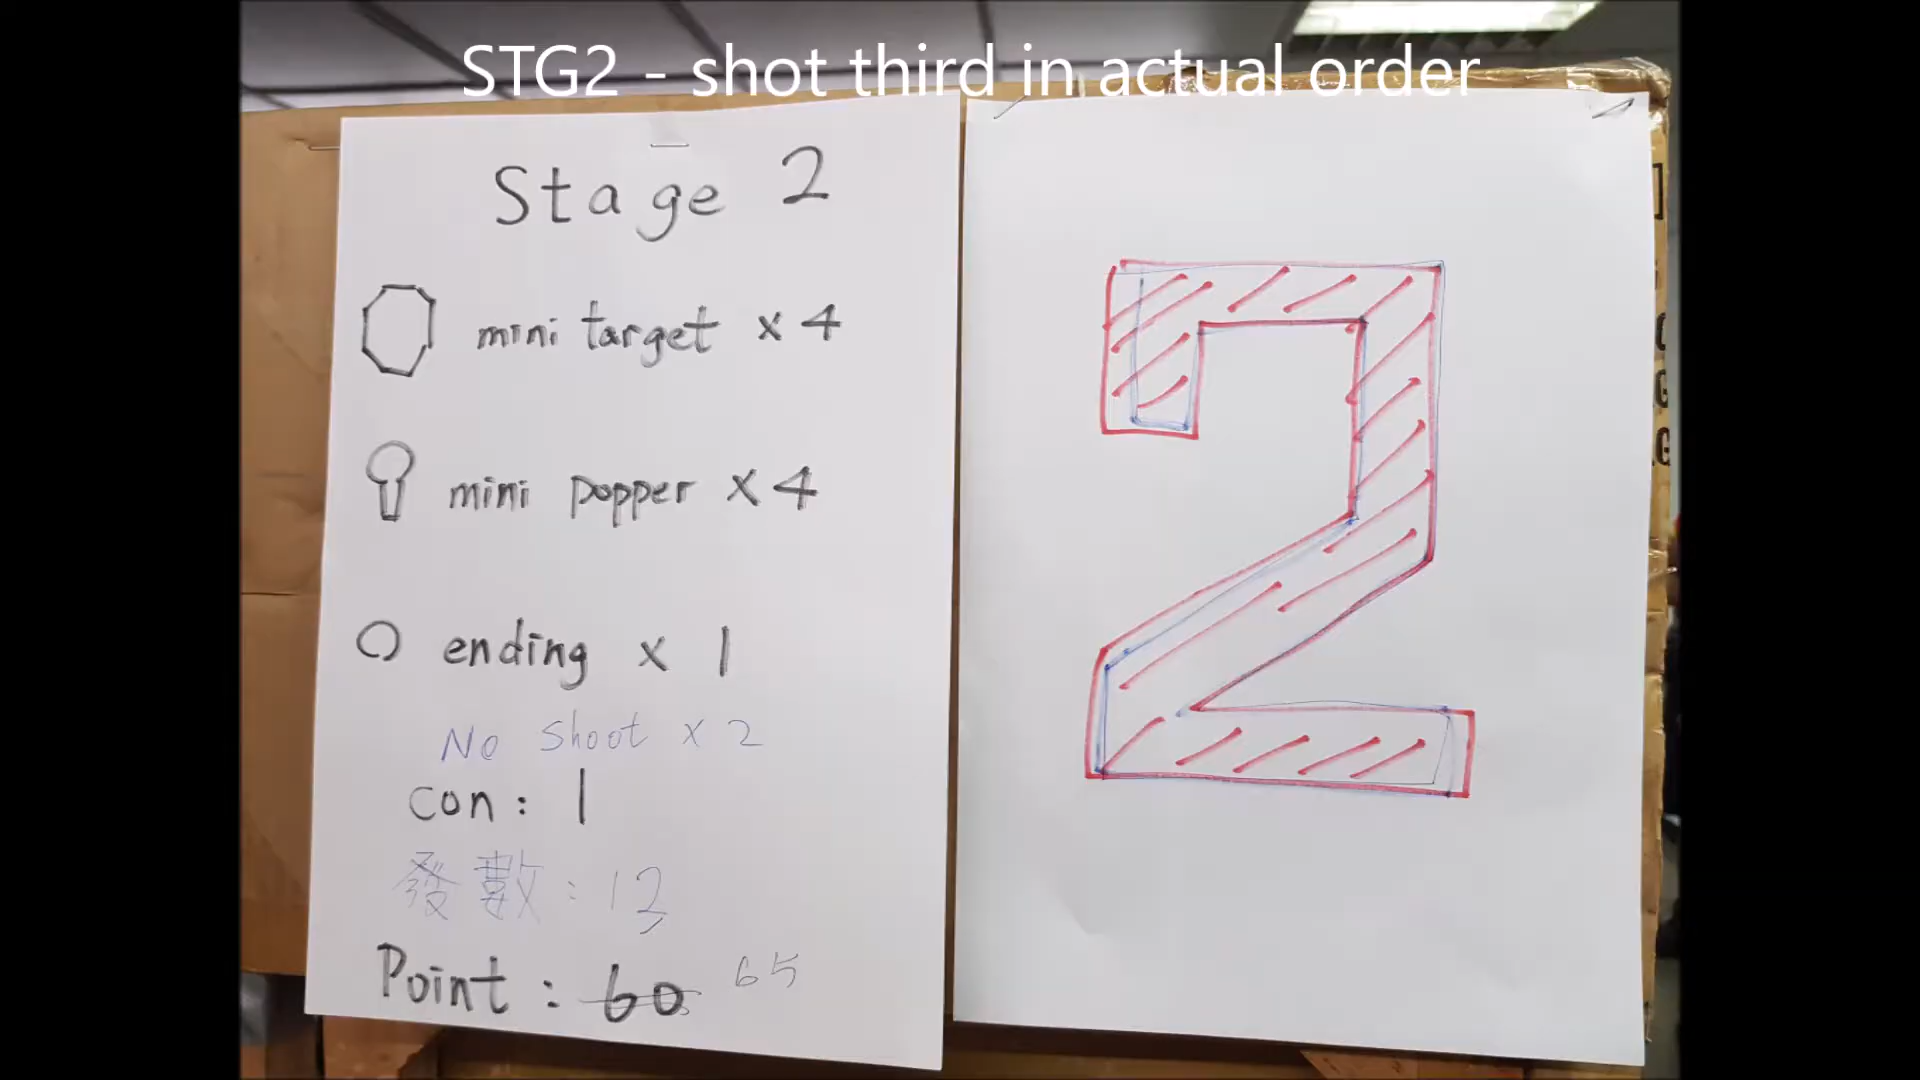 STG2 - shot third in actual order
Stage 2
mini target x 4
mini popper x 4
ending x 1
No shoot x 2
con: 1
發數: 13
Point: 60 65
2